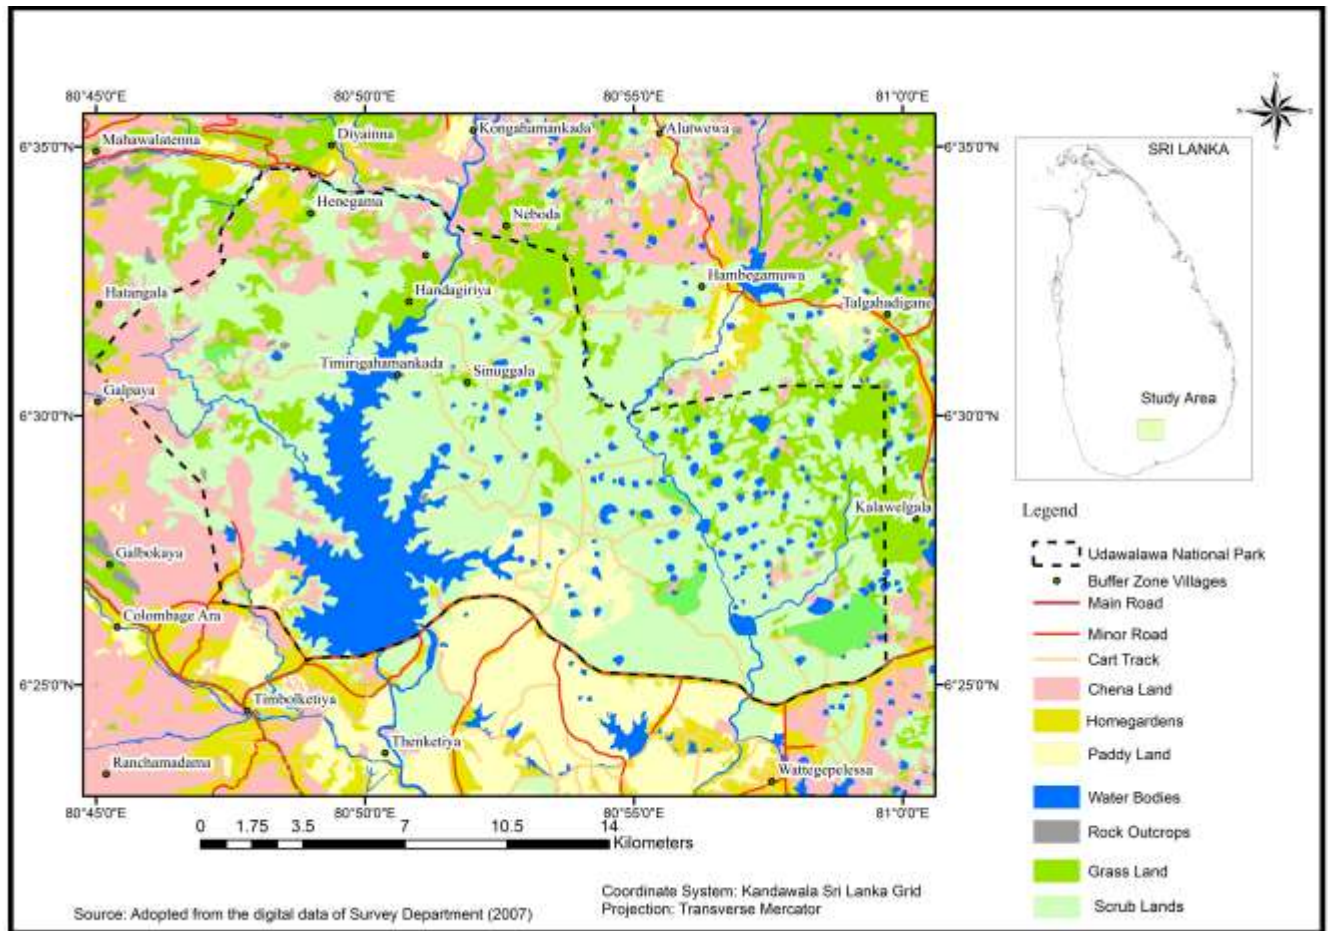 80°45'0"E 80°50'0"E 80°55'0"E 81°0'0"E
6°35'0"N
6°35'0"N
6°30'0"N
6°30'0"N
6°25'0"N
6°25'0"N
Mahawalatenna
Diyainna
Kongahamankada
Alutwewa
Henegama
Neboda
Hatangala
Handagiriya
Hambegamuwa
Talgahadigane
Timirigahamankada
Sinuggala
Galpaya
Kalawelgala
Galbokaya
Colombage Ara
Timbolketiya
Thenketiya
Ranchamadama
Wattegepelessa
80°45'0"E 80°50'0"E 80°55'0"E 81°0'0"E
0 1.75 3.5 7 10.5 14
Kilometers
Source: Adopted from the digital data of Survey Department (2007)
Coordinate System: Kandawala Sri Lanka Grid
Projection: Transverse Mercator
N
SRI LANKA
Study Area
Legend
Udawalawa National Park
Buffer Zone Villages
Main Road
Minor Road
Cart Track
Chena Land
Homegardens
Paddy Land
Water Bodies
Rock Outcrops
Grass Land
Scrub Lands